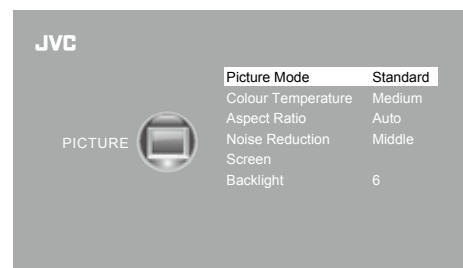 JVC
PICTURE
Picture Mode Standard
Colour Temperature Medium
Aspect Ratio Auto
Noise Reduction Middle
Screen
Backlight 6